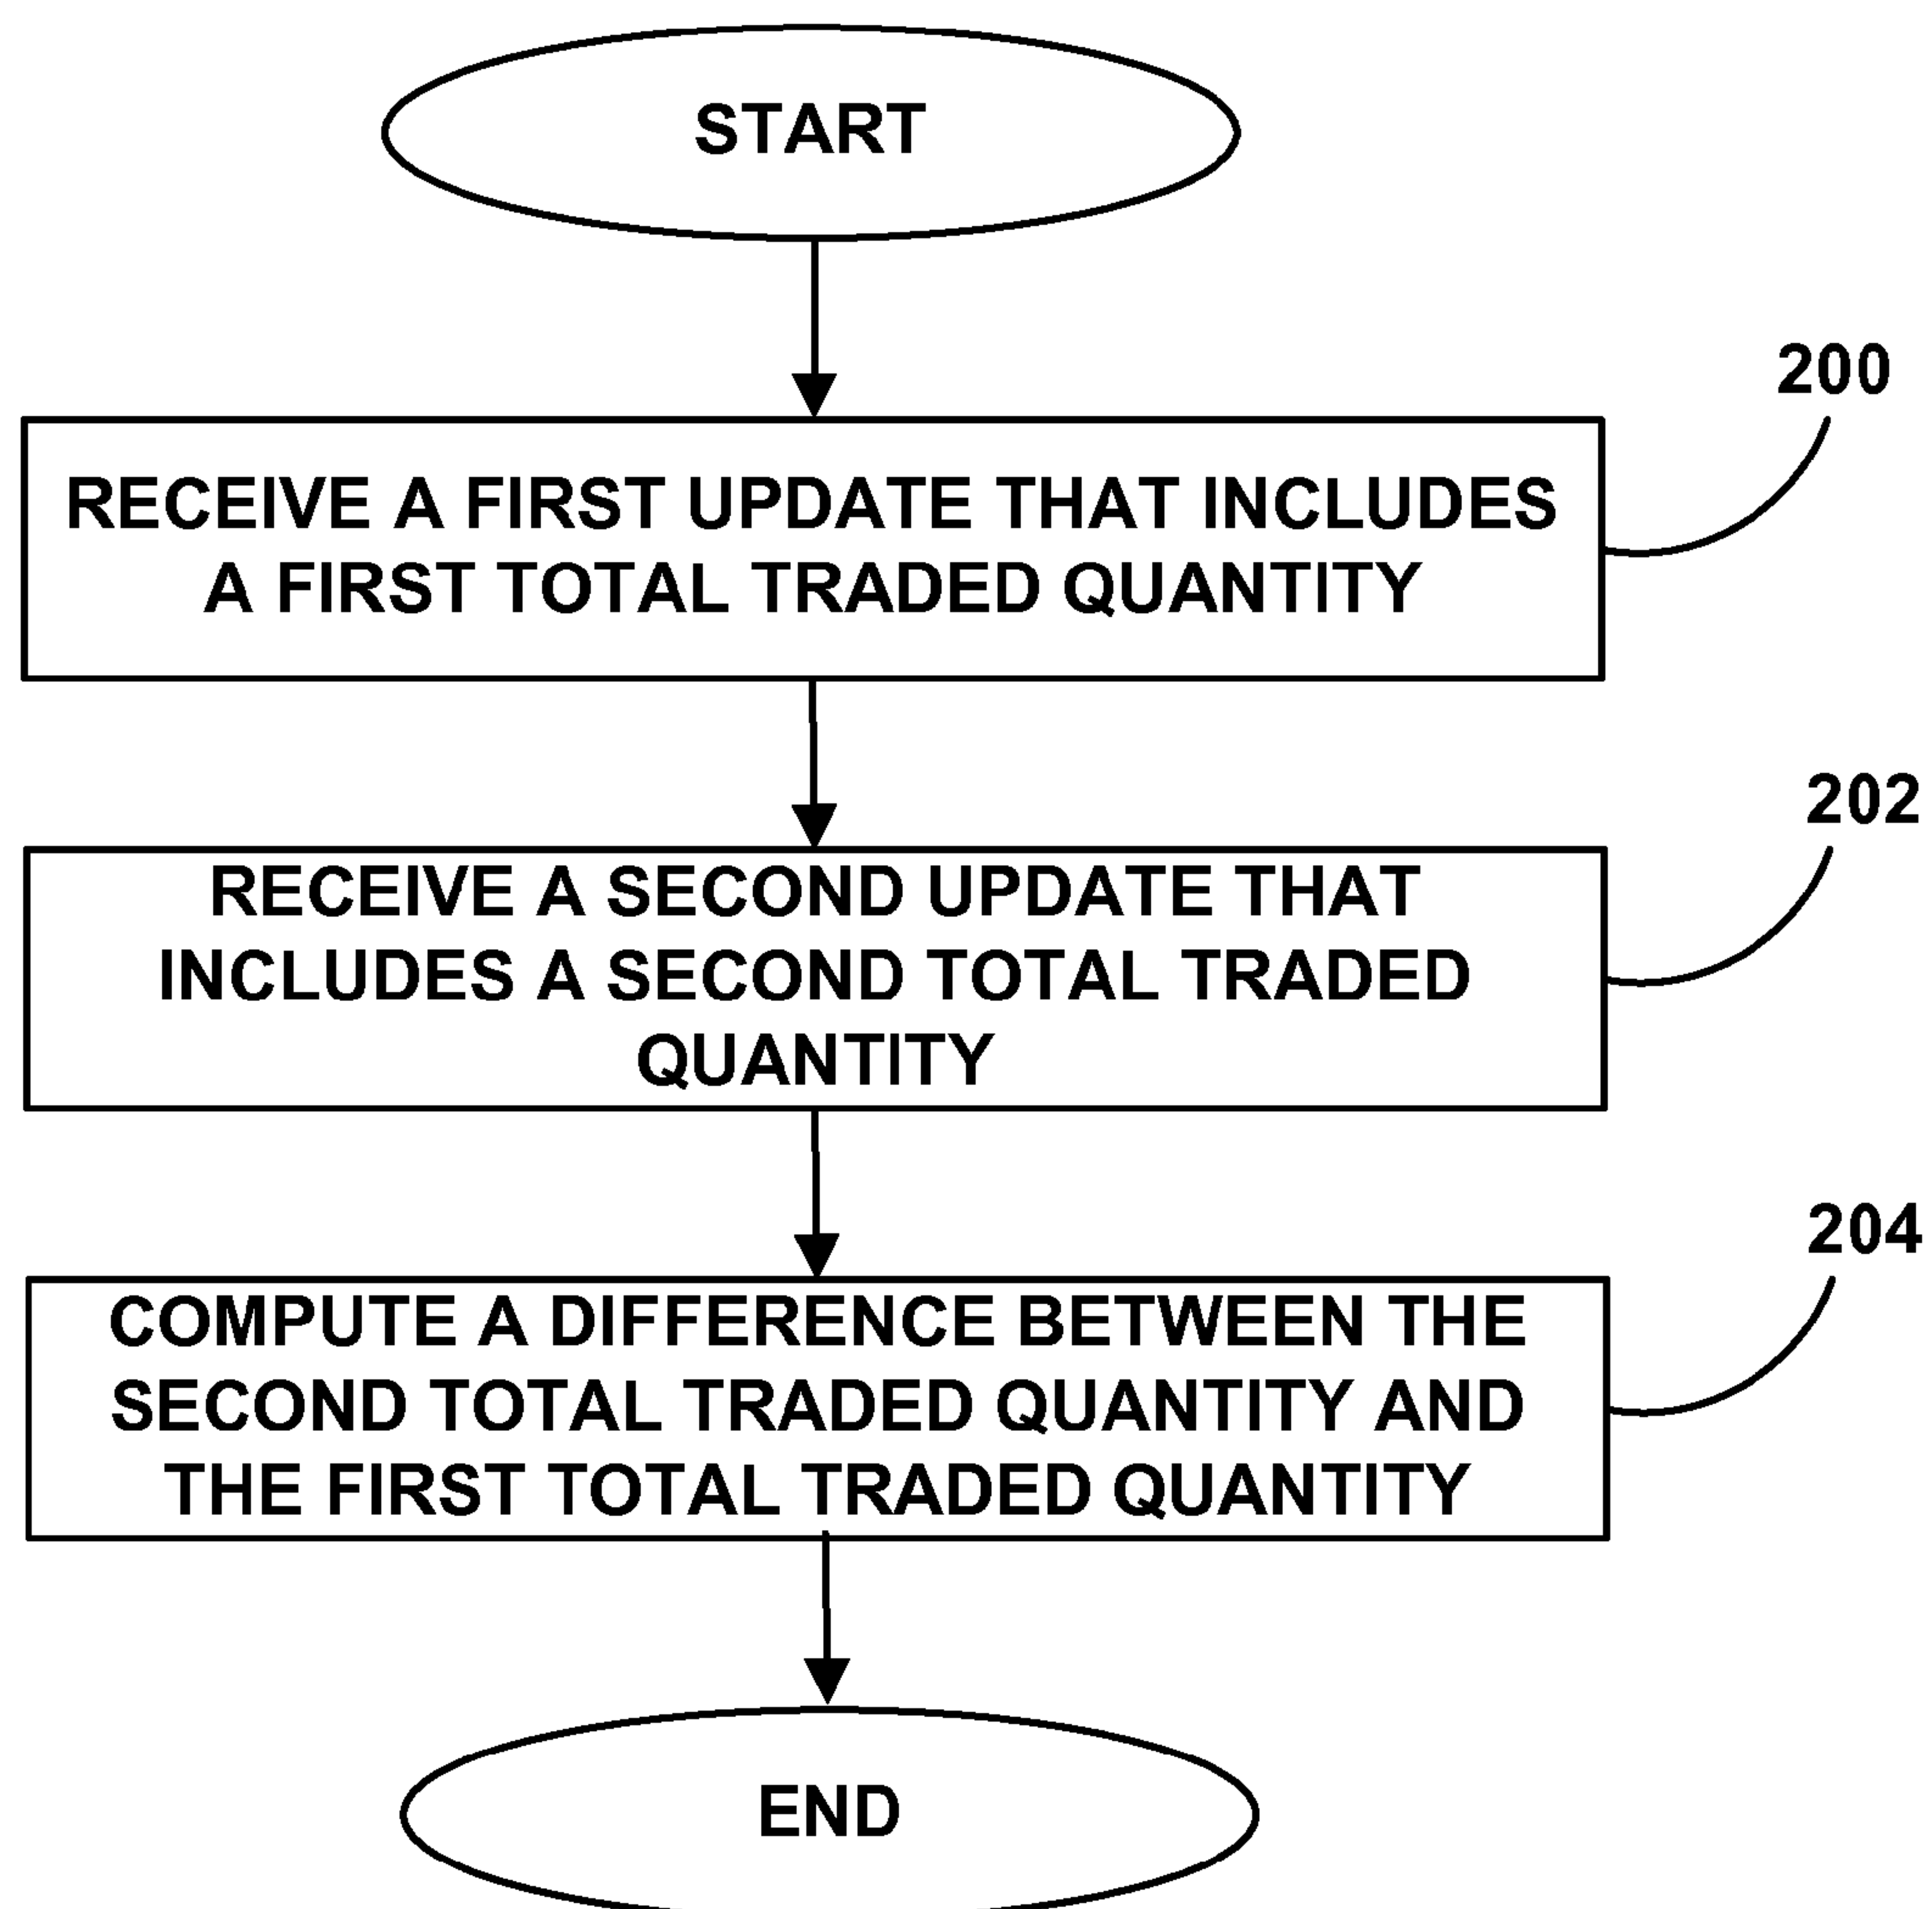 START
200
RECEIVE A FIRST UPDATE THAT INCLUDES
A FIRST TOTAL TRADED QUANTITY
202
RECEIVE A SECOND UPDATE THAT
INCLUDES A SECOND TOTAL TRADED
QUANTITY
204
COMPUTE A DIFFERENCE BETWEEN THE
SECOND TOTAL TRADED QUANTITY AND
THE FIRST TOTAL TRADED QUANTITY
END